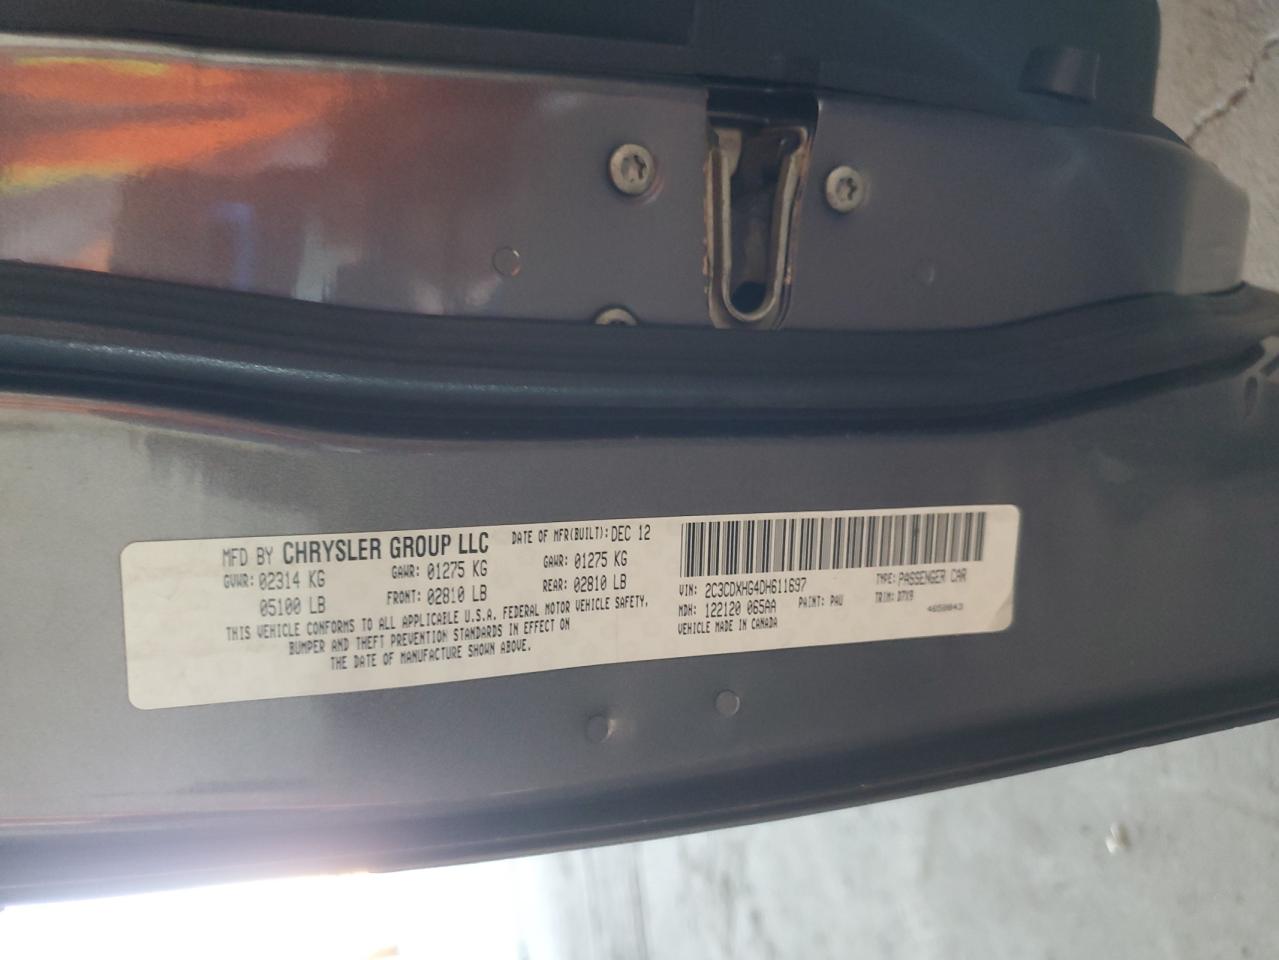 MFD BY CHRYSLER GROUP LLC DATE OF MFR(BUILT): DEC 12
GVWR: 02314 KG GAWR: 01275 KG GAWR: 01275 KG
05100 LB FRONT: 02810 LB REAR: 02810 LB
THIS VEHICLE CONFORMS TO ALL APPLICABLE U.S.A. FEDERAL MOTOR VEHICLE SAFETY,
BUMPER AND THEFT PREVENTION STANDARDS IN EFFECT ON
THE DATE OF MANUFACTURE SHOWN ABOVE.
VIN: 2C3CDXHG4DH611697 TYPE: PASSENGER CAR
MDH: 122120 065AA PAINT: PAU TRIM: D7X9
VEHICLE MADE IN CANADA